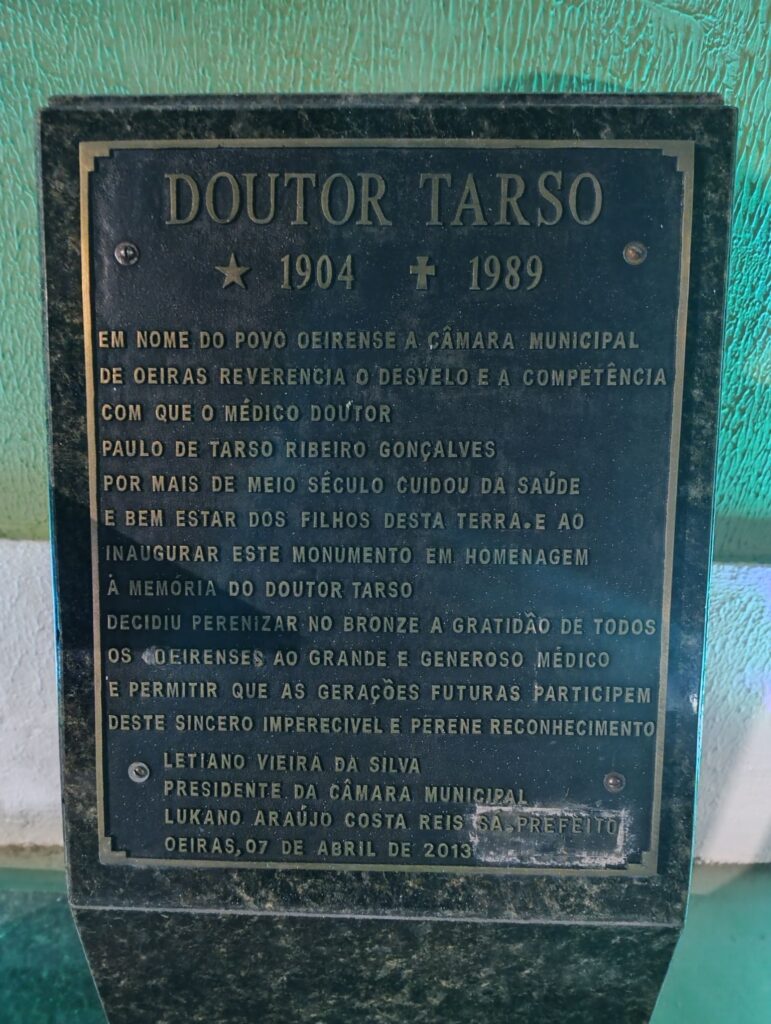 DOUTOR TARSO
★ 1904 ✝ 1989
EM NOME DO POVO OEIRENSE A CÂMARA MUNICIPAL
DE OEIRAS REVERENCIA O DESVELO E A COMPETÊNCIA
COM QUE O MÉDICO DOUTOR
PAULO DE TARSO RIBEIRO GONÇALVES
POR MAIS DE MEIO SÉCULO CUIDOU DA SAÚDE
E BEM ESTAR DOS FILHOS DESTA TERRA.E AO
INAUGURAR ESTE MONUMENTO EM HOMENAGEM
À MEMÓRIA DO DOUTOR TARSO
DECIDIU PERENIZAR NO BRONZE A GRATIDÃO DE TODOS
OS OEIRENSES AO GRANDE E GENEROSO MÉDICO
E PERMITIR QUE AS GERAÇÕES FUTURAS PARTICIPEM
DESTE SINCERO IMPERECIVEL E PERENE RECONHECIMENTO
LETIANO VIEIRA DA SILVA
PRESIDENTE DA CÂMARA MUNICIPAL
LUKANO ARAÚJO COSTA REIS SÁ.PREFEITO
OEIRAS,07 DE ABRIL DE 2013